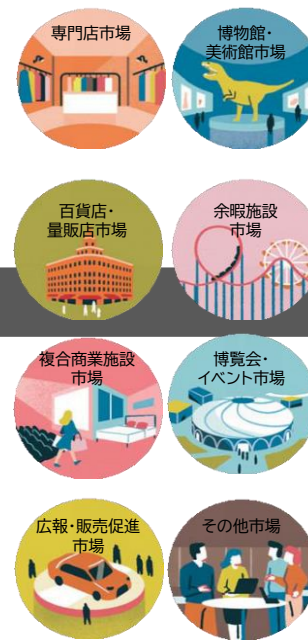 専門店市場
博物館・
美術館市場
百貨店・
量販店市場
余暇施設
市場
複合商業施設
市場
博覧会・
イベント市場
広報・販売促進
市場
その他市場